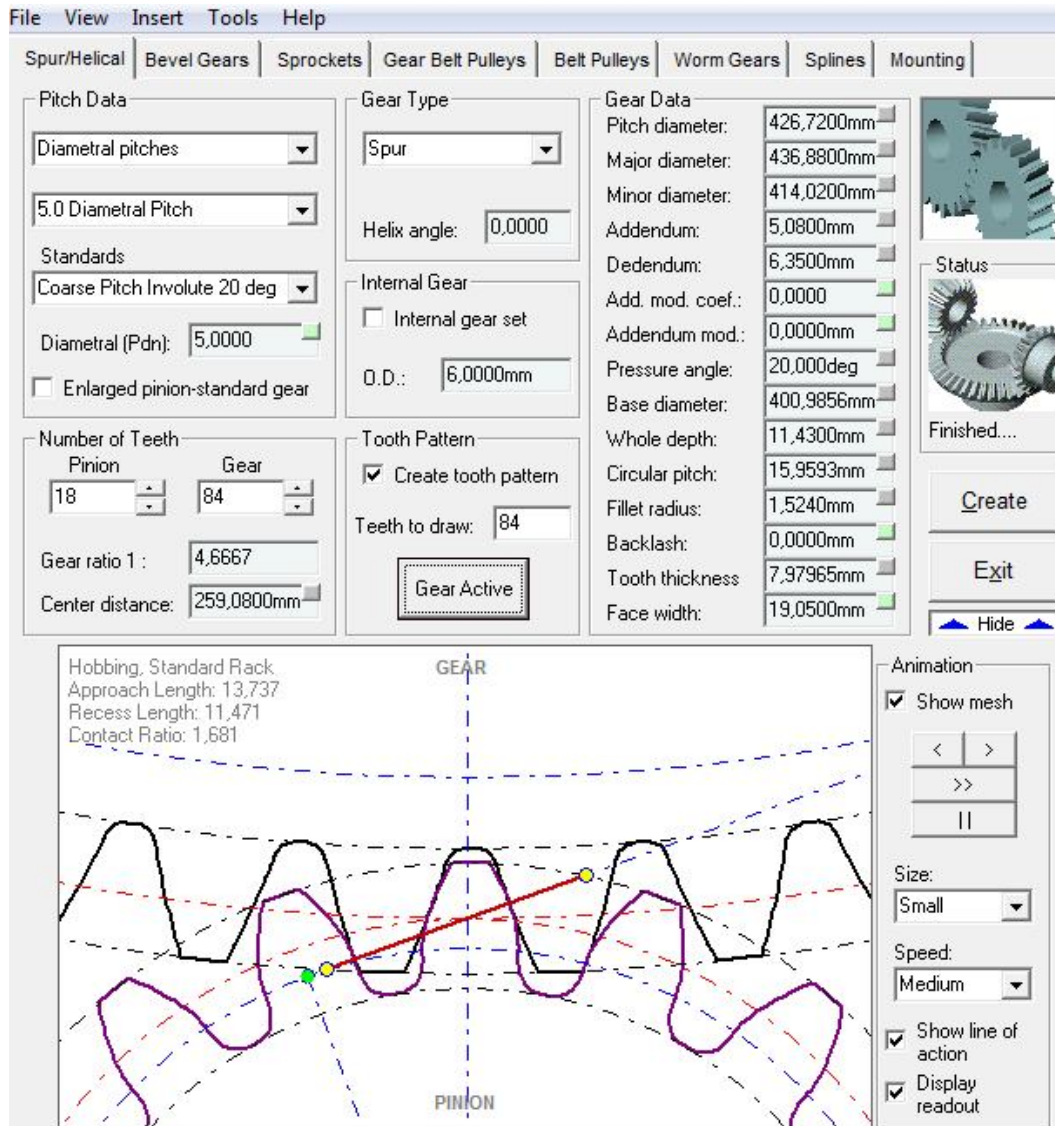 File View Insert Tools Help
Spur/Helical Bevel Gears Sprockets Gear Belt Pulleys Belt Pulleys Worm Gears Splines Mounting
Pitch Data
Diametral pitches
5.0 Diametral Pitch
Standards
Coarse Pitch Involute 20 deg
Diametral (Pdn): 5,0000
Enlarged pinion-standard gear
Gear Type
Spur
Helix angle: 0,0000
Internal Gear
Internal gear set
O.D.: 6,0000mm
Gear Data
Pitch diameter: 426,7200mm
Major diameter: 436,8800mm
Minor diameter: 414,0200mm
Addendum: 5,0800mm
Dedendum: 6,3500mm
Add. mod. coef.: 0,0000
Addendum mod.: 0,0000mm
Pressure angle: 20,000deg
Base diameter: 400,9856mm
Whole depth: 11,4300mm
Circular pitch: 15,9593mm
Fillet radius: 1,5240mm
Backlash: 0,0000mm
Tooth thickness 7,97965mm
Face width: 19,0500mm
Status
Finished....
Number of Teeth
Pinion Gear
18 84
Gear ratio 1 : 4,6667
Center distance: 259,0800mm
Tooth Pattern
Create tooth pattern
Teeth to draw: 84
Gear Active
Create
Exit
Hide
Hobbing, Standard Rack
Approach Length: 13,737
Recess Length: 11,471
Contact Ratio: 1,681
GEAR
PINION
Animation
Show mesh
< >
>>
||
Size:
Small
Speed:
Medium
Show line of
action
Display
readout